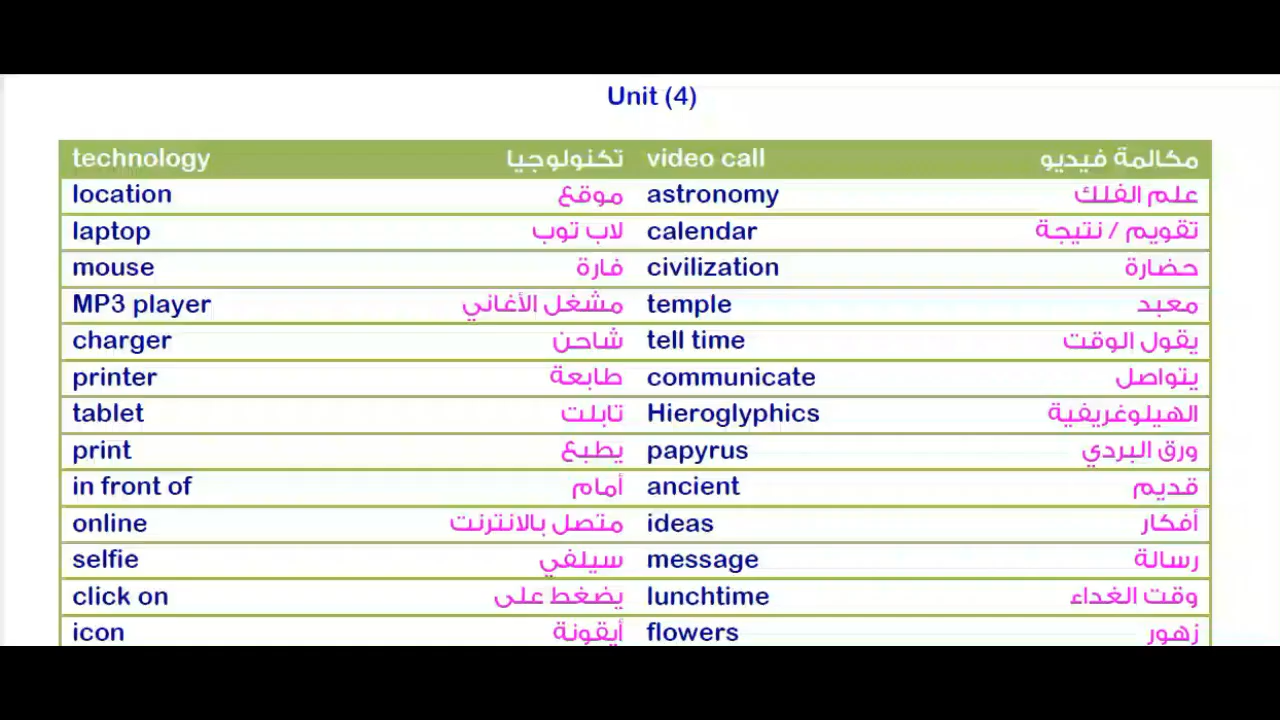 Unit (4)
technology تكنولوجيا video call مكالمة فيديو
location موقع astronomy علم الفلك
laptop لاب توب calendar تقويم / نتيجة
mouse فارة civilization حضارة
MP3 player مشغل الأغاني temple معبد
charger شاحن tell time يقول الوقت
printer طابعة communicate يتواصل
tablet تابلت Hieroglyphics الهيلوغريفية
print يطبع papyrus ورق البردي
in front of أمام ancient قديم
online متصل بالانترنت ideas أفكار
selfie سيلفي message رسالة
click on يضغط على lunchtime وقت الغداء
icon أيقونة flowers زهور